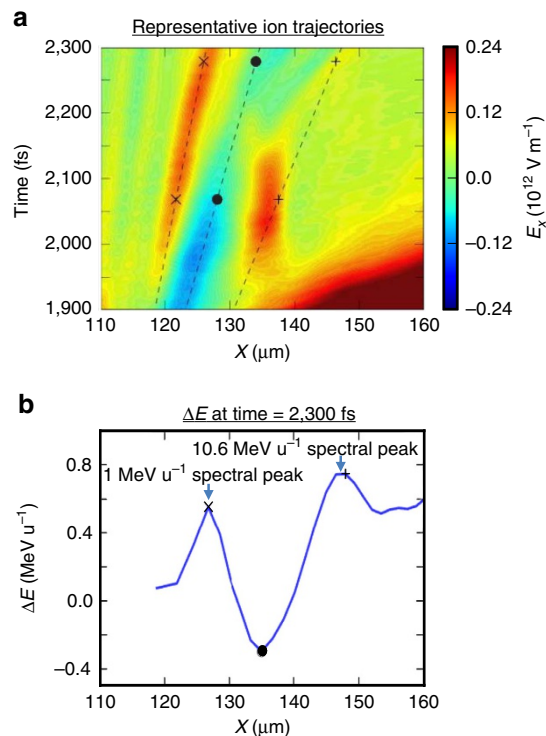 a
Representative ion trajectories
2,300
2,200
2,100
2,000
1,900
Time (fs)
110 120 130 140 150 160
X (μm)
0.24
0.12
0.0
−0.12
−0.24
Eₓ (10¹² V m⁻¹)
b
ΔE at time = 2,300 fs
10.6 MeV u⁻¹ spectral peak
1 MeV u⁻¹ spectral peak
0.8
0.4
0.0
−0.4
ΔE (MeV u⁻¹)
110 120 130 140 150 160
X (μm)